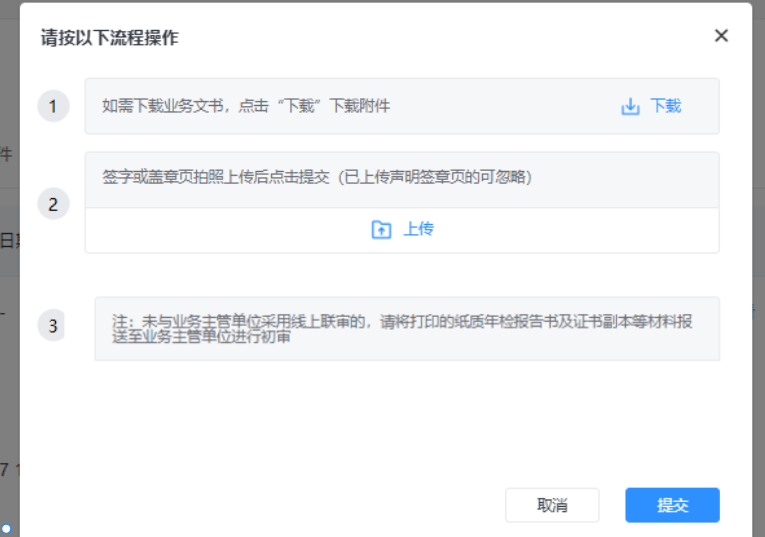 请按以下流程操作
1
如需下载业务文书，点击“下载”下载附件
下载
件
2
签字或盖章页拍照上传后点击提交（已上传声明签章页的可忽略）
上传
3
注：未与业务主管单位采用线上联审的，请将打印的纸质年检报告书及证书副本等材料报
送至业务主管单位进行初审
取消
提交